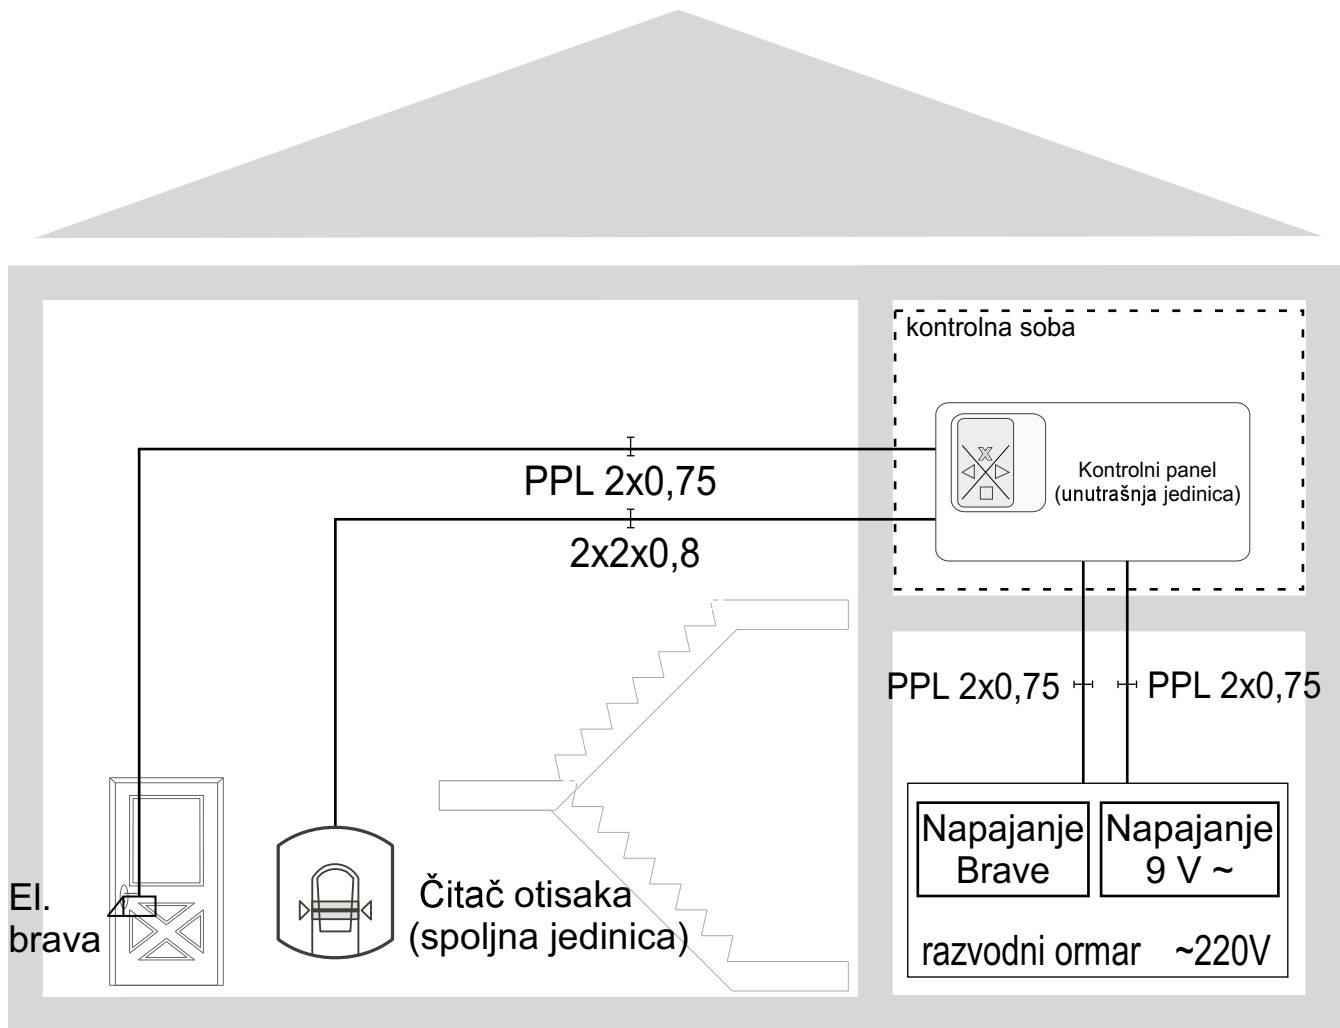 kontrolna soba
Kontrolni panel
(unutrašnja jedinica)
PPL 2x0,75
2x2x0,8
PPL 2x0,75
PPL 2x0,75
Napajanje
Brave
Napajanje
9 V ~
razvodni ormar ~220V
El.
brava
Čitač otisaka
(spoljna jedinica)